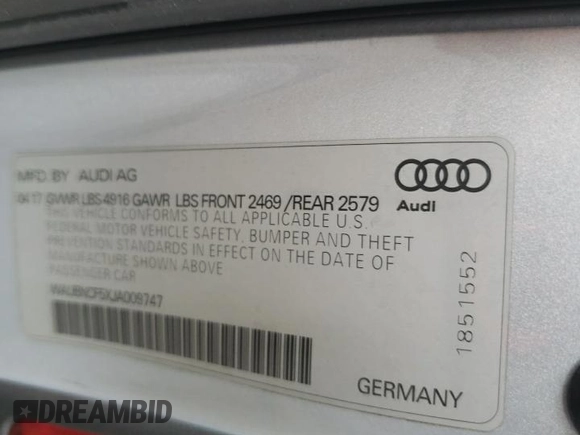 MFD. BY AUDI AG
GVWR LBS 4916 GAWR LBS FRONT 2469 /REAR 2579
THIS VEHICLE CONFORMS TO ALL APPLICABLE U.S.
FEDERAL MOTOR VEHICLE SAFETY, BUMPER AND THEFT
PREVENTION STANDARDS IN EFFECT ON THE DATE OF
MANUFACTURE SHOWN ABOVE
PASSENGER CAR
Audi
1851552
GERMANY
DREAMBID